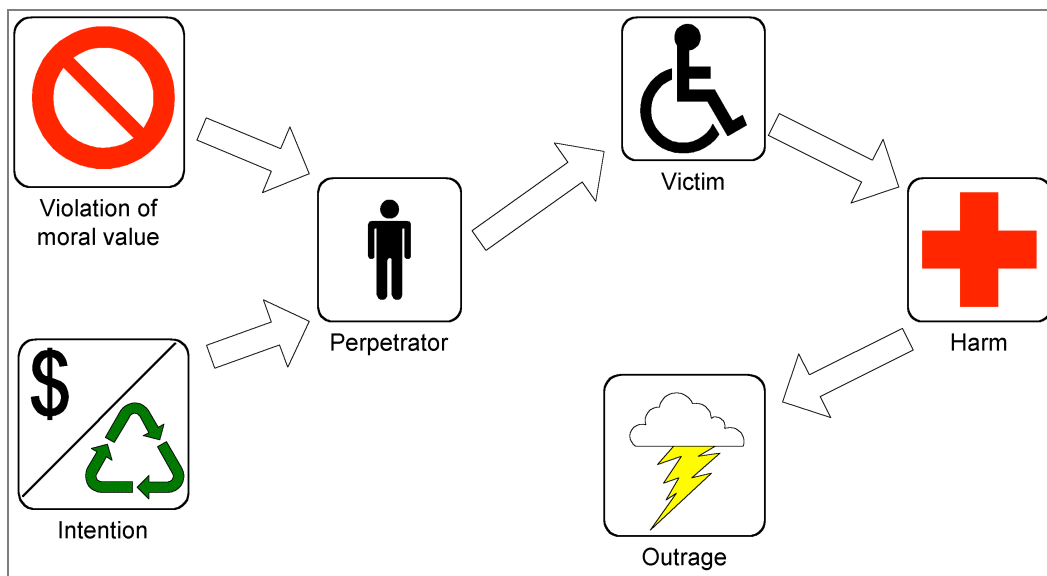 Violation of
moral value
Perpetrator
Victim
Harm
$
Intention
Outrage